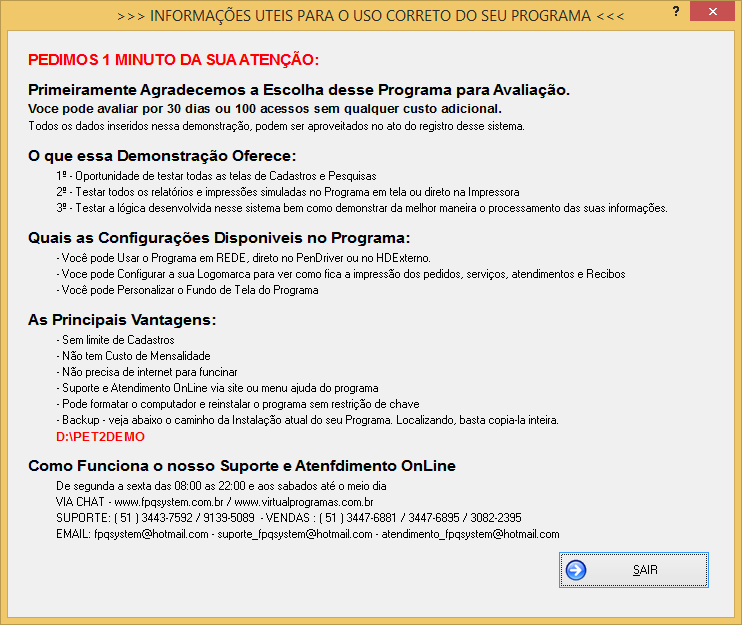 >>> INFORMAÇÕES UTEIS PARA O USO CORRETO DO SEU PROGRAMA <<<
?
PEDIMOS 1 MINUTO DA SUA ATENÇÃO:
Primeiramente Agradecemos a Escolha desse Programa para Avaliação.
Voce pode avaliar por 30 dias ou 100 acessos sem qualquer custo adicional.
Todos os dados inseridos nessa demonstração, podem ser aproveitados no ato do registro desse sistema.
O que essa Demonstração Oferece:
1º - Oportunidade de testar todas as telas de Cadastros e Pesquisas
2º - Testar todos os relatórios e impressões simuladas no Programa em tela ou direto na Impressora
3º - Testar a lógica desenvolvida nesse sistema bem como demonstrar da melhor maneira o processamento das suas informações.
Quais as Configurações Disponiveis no Programa:
- Você pode Usar o Programa em REDE, direto no PenDriver ou no HDExterno.
- Voce pode Configurar a sua Logomarca para ver como fica a impressão dos pedidos, serviços, atendimentos e Recibos
- Você pode Personalizar o Fundo de Tela do Programa
As Principais Vantagens:
- Sem limite de Cadastros
- Não tem Custo de Mensalidade
- Não precisa de internet para funcinar
- Suporte e Atendimento OnLine via site ou menu ajuda do programa
- Pode formatar o computador e reinstalar o programa sem restrição de chave
- Backup - veja abaixo o caminho da Instalação atual do seu Programa. Localizando, basta copia-la inteira.
D:\PET2DEMO
Como Funciona o nosso Suporte e Atenfdimento OnLine
De segunda a sexta das 08:00 as 22:00 e aos sabados até o meio dia
VIA CHAT - www.fpqsystem.com.br / www.virtualprogramas.com.br
SUPORTE: ( 51 ) 3443-7592 / 9139-5089 - VENDAS : ( 51 ) 3447-6881 / 3447-6895 / 3082-2395
EMAIL: fpqsystem@hotmail.com - suporte_fpqsystem@hotmail.com - atendimento_fpqsystem@hotmail.com
SAIR